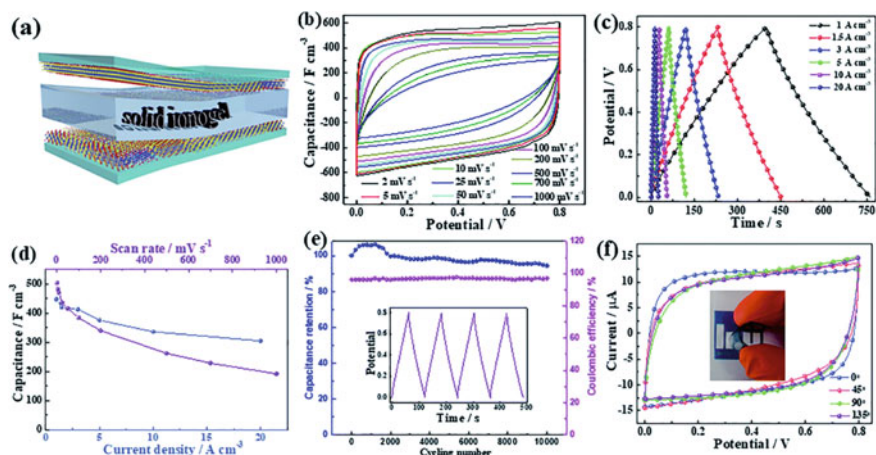 (a)
solid ionogel
(b)
Capacitance / F cm-3
600
400
200
0
-200
-400
-600
-800
2 mV s-1
5 mV s-1
10 mV s-1
25 mV s-1
50 mV s-1
100 mV s-1
200 mV s-1
500 mV s-1
700 mV s-1
1000 mV s-1
0.0 0.2 0.4 0.6 0.8
Potential / V
(c)
Potential / V
0.8
0.6
0.4
0.2
0.0
1 A cm-3
1.5 A cm-3
3 A cm-3
5 A cm-3
10 A cm-3
20 A cm-3
0 150 300 450 600 750
Time / s
(d)
Scan rate / mV s-1
0 200 400 600 800 1000
Capacitance / F cm-3
500
400
300
200
100
0
0 5 10 15 20
Current density / A cm-3
(e)
Capacitance retention / %
100
80
60
40
20
0
Coulombic efficiency / %
120
100
80
60
40
20
0
Potential
0.8
0.6
0.4
0.2
0.0
0 100 200 300 400 500
Time / s
0 2000 4000 6000 8000 10000
Cycling number
(f)
Current / μA
15
10
5
0
-5
-10
-15
0°
45°
90°
135°
0.0 0.2 0.4 0.6 0.8
Potential / V